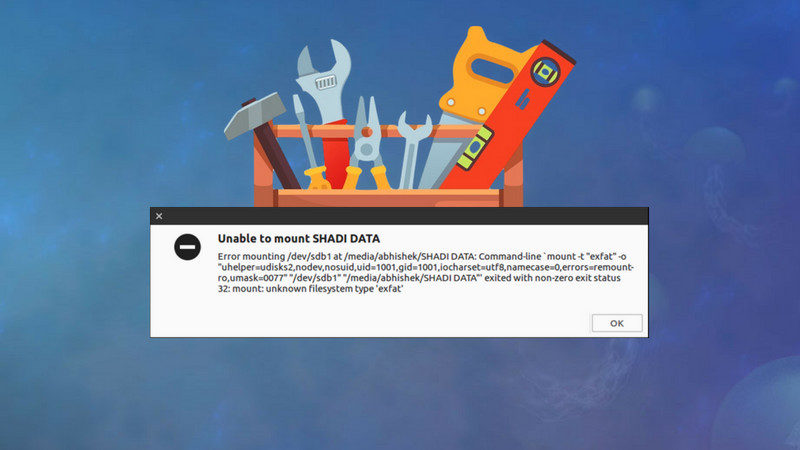 Unable to mount SHADI DATA
Error mounting /dev/sdb1 at /media/abhishek/SHADI DATA: Command-line `mount -t "exfat" -o
"uhelper=udisks2,nodev,nosuid,uid=1001,gid=1001,iocharset=utf8,namecase=0,errors=remount-
ro,umask=0077" "/dev/sdb1" "/media/abhishek/SHADI DATA"' exited with non-zero exit status
32: mount: unknown filesystem type 'exfat'
OK